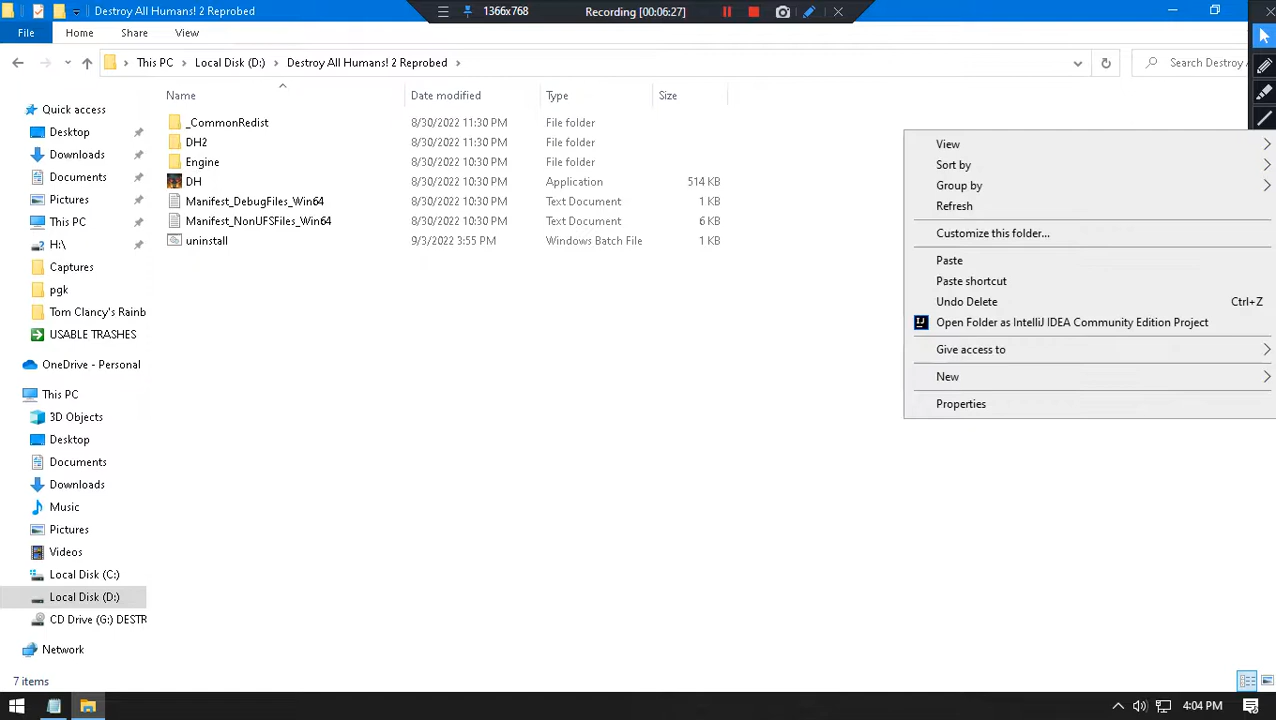 Destroy All Humans! 2 Reprobed
1366x768
Recording [00:06:27]
File
Home
Share
View
This PC
Local Disk (D:)
Destroy All Humans! 2 Reprobed
Search Destroy
Name
Date modified
Type
Size
Quick access
Desktop
Downloads
Documents
Pictures
This PC
H:\
Captures
pgk
Tom Clancy's Rainb
USABLE TRASHES
OneDrive - Personal
This PC
3D Objects
Desktop
Documents
Downloads
Music
Pictures
Videos
Local Disk (C:)
Local Disk (D:)
CD Drive (G:) DESTR
Network
_CommonRedist 8/30/2022 11:30 PM File folder
DH2 8/30/2022 11:30 PM File folder
Engine 8/30/2022 11:30 PM File folder
DH 8/30/2022 10:30 PM Application 514 KB
Manifest_DebugFiles_Win64 8/30/2022 10:30 PM Text Document 1 KB
Manifest_NonUFSFiles_Win64 8/30/2022 10:30 PM Text Document 6 KB
uninstall 9/3/2022 3:55 PM Windows Batch File 1 KB
View
Sort by
Group by
Refresh
Customize this folder...
Paste
Paste shortcut
Undo Delete Ctrl+Z
Open Folder as IntelliJ IDEA Community Edition Project
Give access to
New
Properties
7 items
4:04 PM